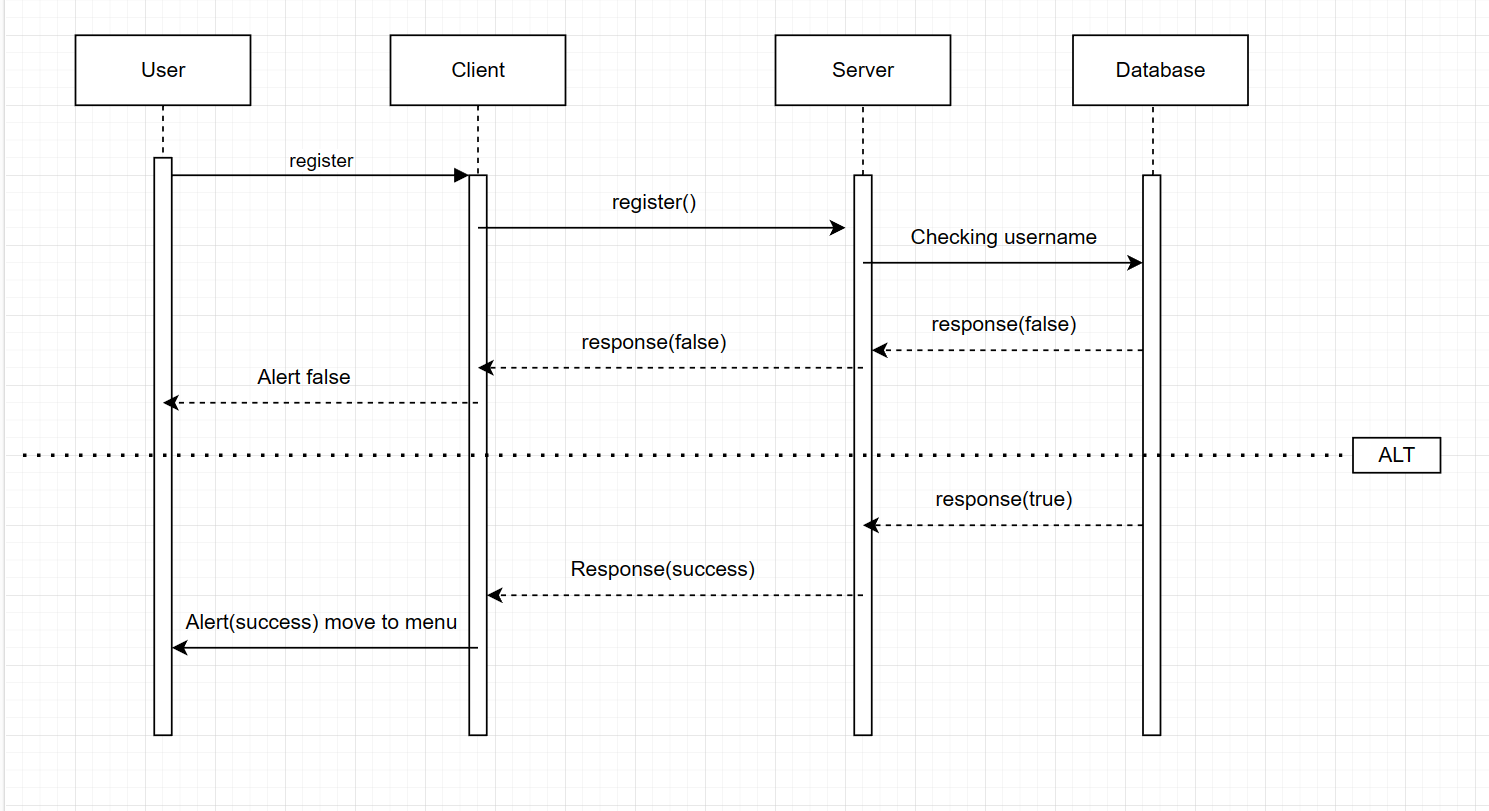 User
Client
Server
Database
register
register()
Checking username
response(false)
response(false)
Alert false
ALT
response(true)
Response(success)
Alert(success) move to menu